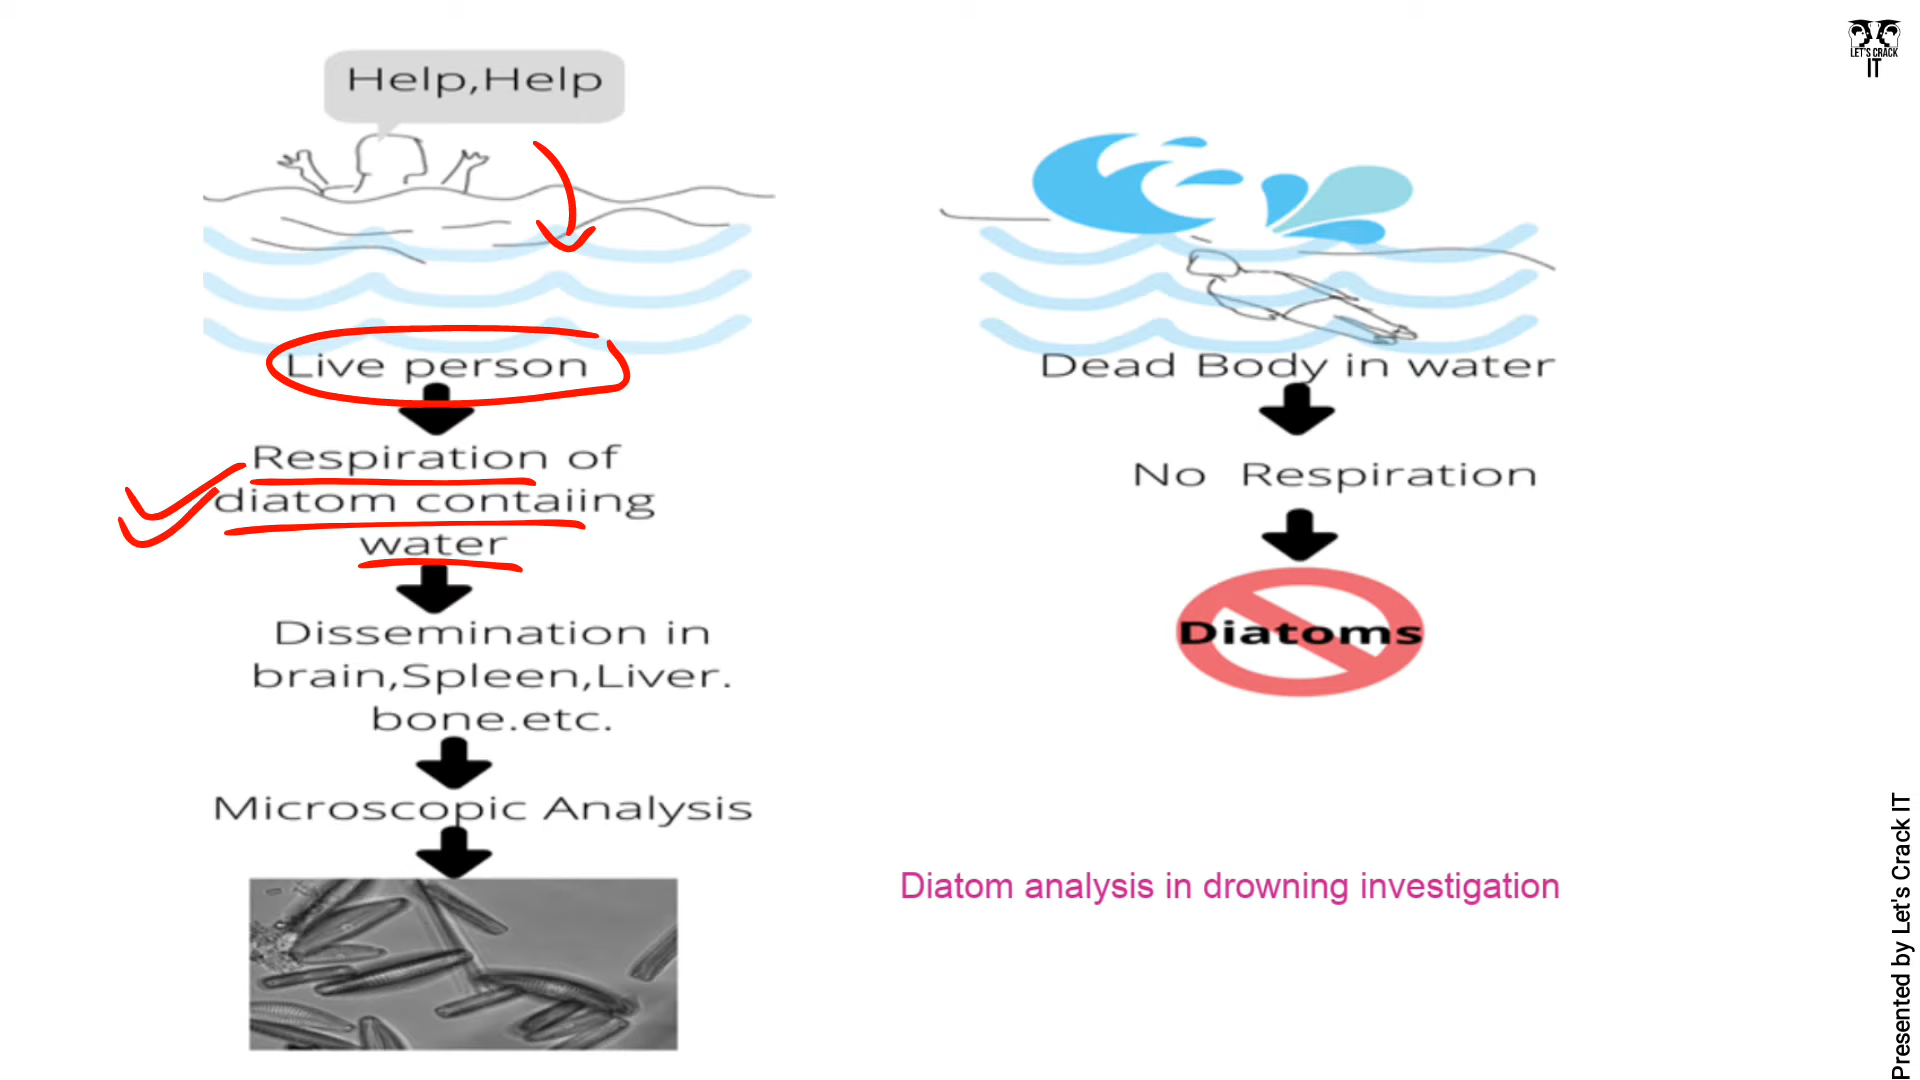 Help,Help
Live person
Respiration of
diatom contaiing
water
Dissemination in
brain,Spleen,Liver.
bone.etc.
Microscopic Analysis
Dead Body in water
No Respiration
Diatoms
Diatom analysis in drowning investigation
LET'S CRACK
IT
Presented by Let's Crack IT